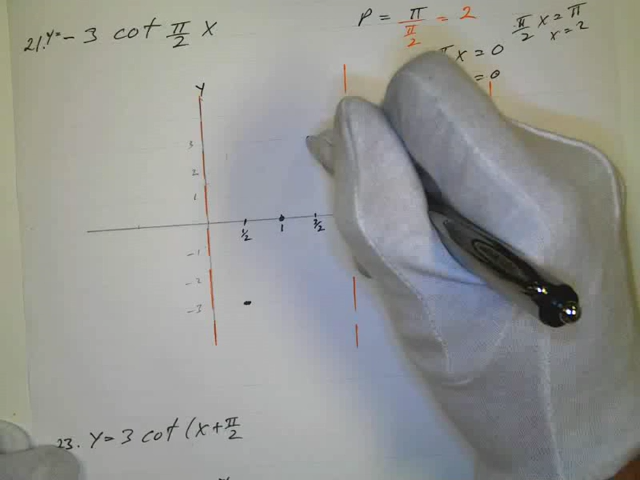 21. y = -3 cot π/2 x
P = π / π/2 = 2
π/2 x = π
x = 2
x = 0
= 0
y
3
2
1
1/2 1 3/2
-1
-2
-3
23. y = 3 cot (x + π/2